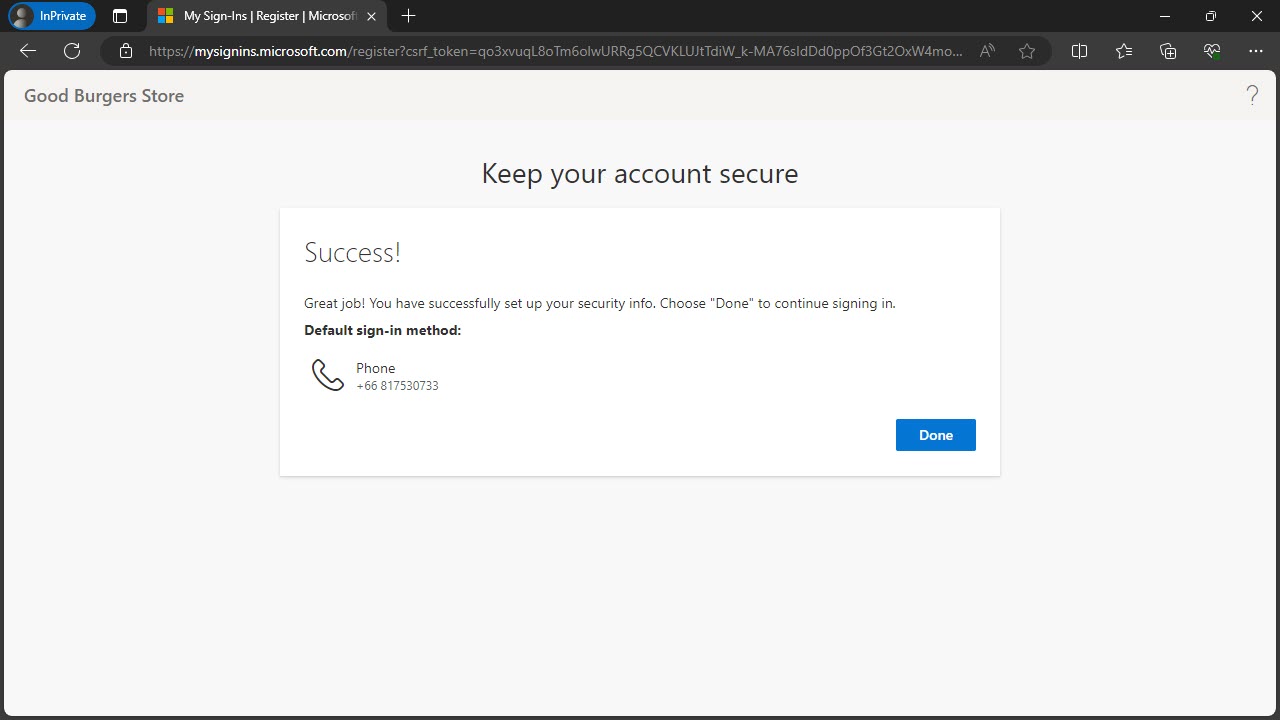 InPrivate
My Sign-Ins | Register | Microsof
https://mysignins.microsoft.com/register?csrf_token=qo3xvuqL8oTm6olwURRg5QCVKLUJtTdiW_k-MA76sIdDd0ppOf3Gt2OxW4mo...
Good Burgers Store
?
Keep your account secure
Success!
Great job! You have successfully set up your security info. Choose "Done" to continue signing in.
Default sign-in method:
Phone
+66 817530733
Done